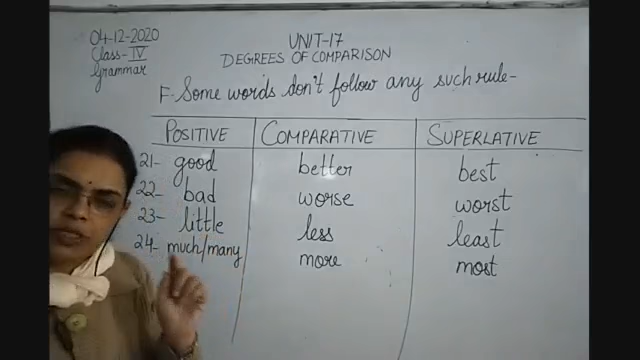 04-12-2020
Class-IV
Grammar
UNIT-17
DEGREES OF COMPARISON
F. Some words don't follow any such rule-
POSITIVE COMPARATIVE SUPERLATIVE
21- good better best
22- bad worse worst
23- little less least
24- much/many more most